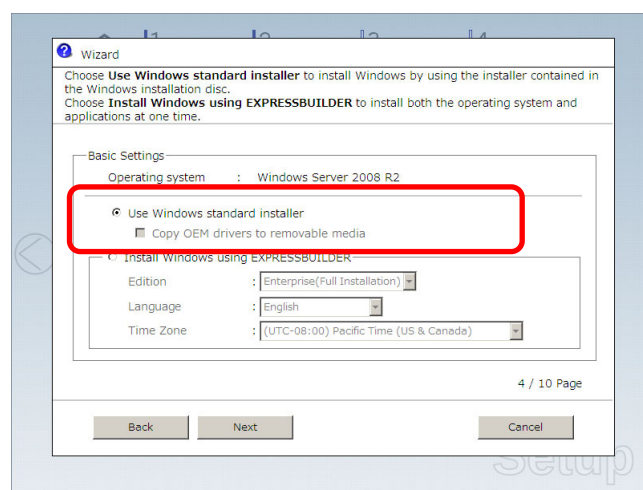 1 2 3 4
Wizard
Choose Use Windows standard installer to install Windows by using the installer contained in
the Windows installation disc.
Choose Install Windows using EXPRESSBUILDER to install both the operating system and
applications at one time.
Basic Settings
Operating system : Windows Server 2008 R2
Use Windows standard installer
Copy OEM drivers to removable media
Install Windows using EXPRESSBUILDER
Edition : Enterprise(Full Installation)
Language : English
Time Zone : (UTC-08:00) Pacific Time (US & Canada)
4 / 10 Page
Back Next Cancel
Setup